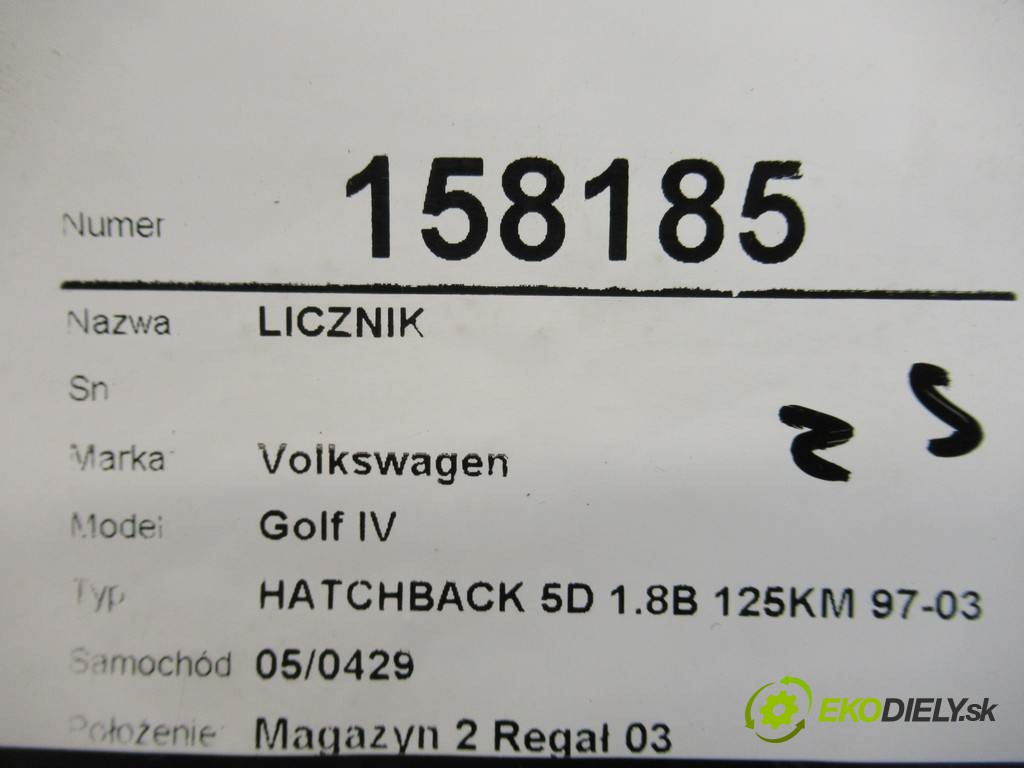 Numer 158185
Nazwa LICZNIK
Sn
Marka Volkswagen
Model Golf IV
Typ HATCHBACK 5D 1.8B 125KM 97-03
Samochód 05/0429
Położenie Magazyn 2 Regał 03
EKODIELY.sk